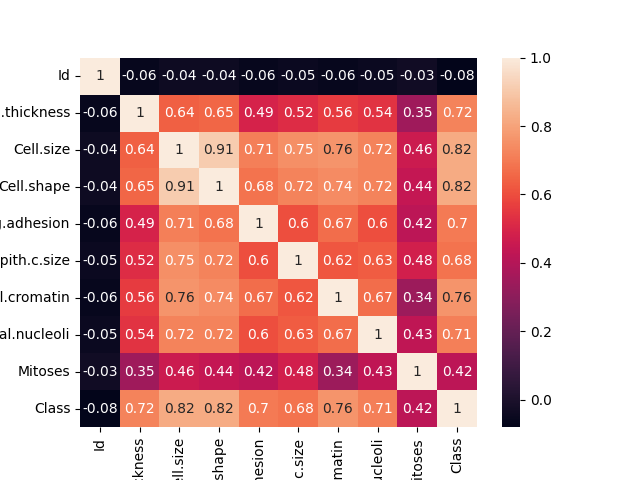 Id 1 -0.06 -0.04 -0.04 -0.06 -0.05 -0.06 -0.05 -0.03 -0.08
.thickness -0.06 1 0.64 0.65 0.49 0.52 0.56 0.54 0.35 0.72
Cell.size -0.04 0.64 1 0.91 0.71 0.75 0.76 0.72 0.46 0.82
Cell.shape -0.04 0.65 0.91 1 0.68 0.72 0.74 0.72 0.44 0.82
g.adhesion -0.06 0.49 0.71 0.68 1 0.6 0.67 0.6 0.42 0.7
pith.c.size -0.05 0.52 0.75 0.72 0.6 1 0.62 0.63 0.48 0.68
l.cromatin -0.06 0.56 0.76 0.74 0.67 0.62 1 0.67 0.34 0.76
al.nucleoli -0.05 0.54 0.72 0.72 0.6 0.63 0.67 1 0.43 0.71
Mitoses -0.03 0.35 0.46 0.44 0.42 0.48 0.34 0.43 1 0.42
Class -0.08 0.72 0.82 0.82 0.7 0.68 0.76 0.71 0.42 1
Id
ckness
ell.size
shape
hesion
c.size
matin
ucleoli
itoses
Class
1.0
0.8
0.6
0.4
0.2
0.0